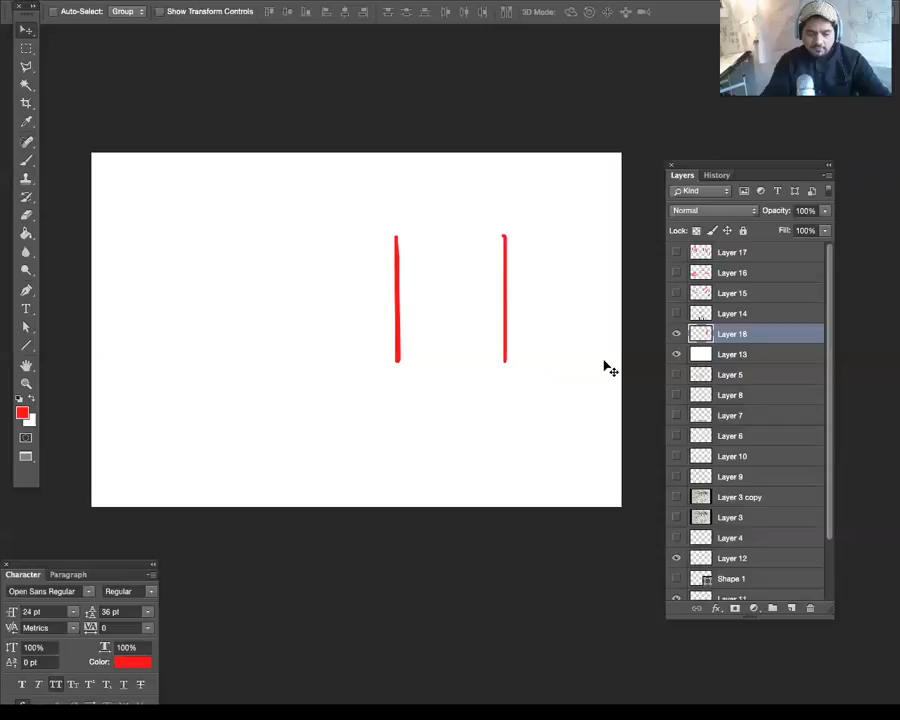 Auto-Select: Group Show Transform Controls 3D Mode:
Layers History
Kind
Normal Opacity: 100%
Lock: Fill: 100%
Layer 17
Layer 16
Layer 15
Layer 14
Layer 18
Layer 13
Layer 5
Layer 8
Layer 7
Layer 6
Layer 10
Layer 9
Layer 3 copy
Layer 3
Layer 4
Layer 12
Shape 1
Layer 11
Character Paragraph
Open Sans Regular Regular
24 pt 36 pt
Metrics 0
100% 100%
0 pt Color: